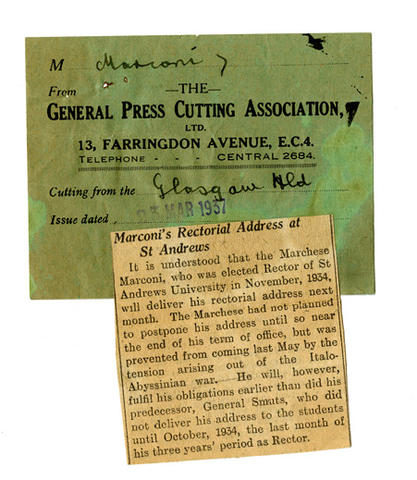 M Marconi
From —THE—
GENERAL PRESS CUTTING ASSOCIATION,
LTD.
13, FARRINGDON AVENUE, E.C.4.
TELEPHONE - - - CENTRAL 2684.
Cutting from the Glasgow Hld
Issue dated MAR 1937
Marconi's Rectorial Address at
St Andrews
It is understood that the Marchese
Marconi, who was elected Rector of St
Andrews University in November, 1934,
will deliver his rectorial address next
month. The Marchese had not planned
to postpone his address until so near
the end of his term of office, but was
prevented from coming last May by the
tension arising out of the Italo-
Abyssinian war. He will, however,
fulfil his obligations earlier than did his
predecessor, General Smuts, who did
not deliver his address to the students
until October, 1934, the last month of
his three years' period as Rector.